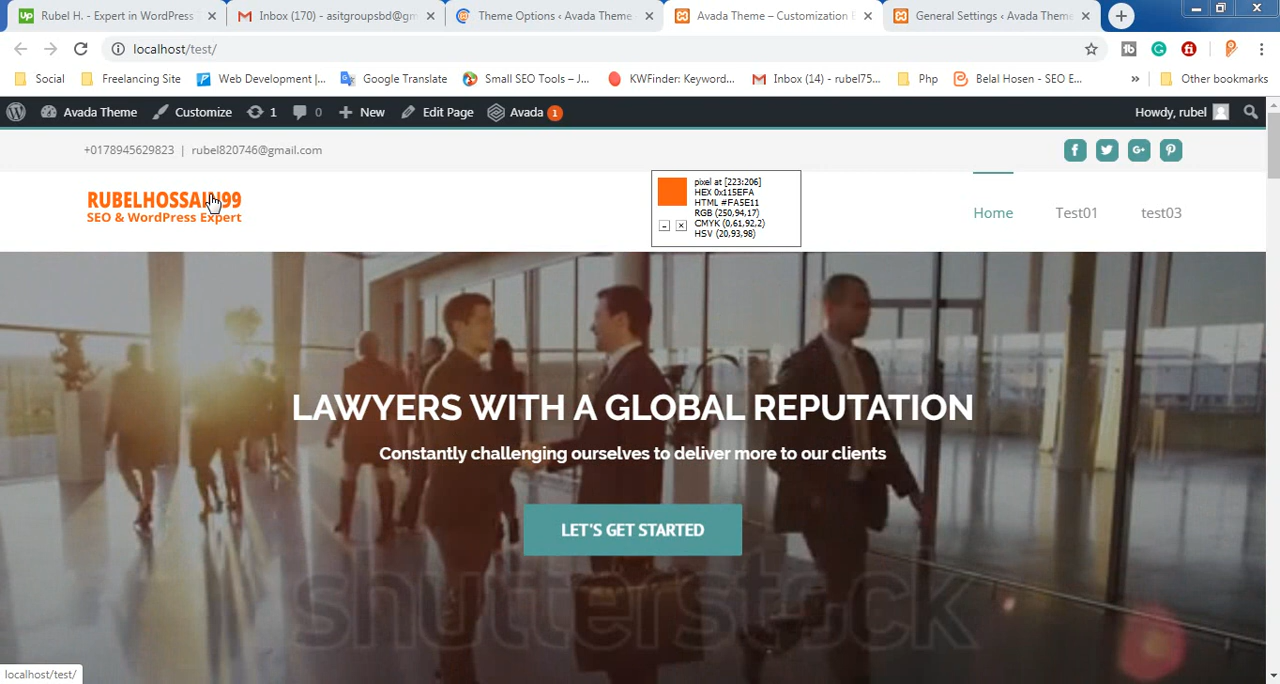 Rubel H. - Expert in WordPress
Inbox (170) - asitgroupsbd@gm
Theme Options ‹ Avada Theme
Avada Theme – Customization E
General Settings ‹ Avada Theme
localhost/test/
Social
Freelancing Site
Web Development |...
Google Translate
Small SEO Tools – J...
KWFinder: Keyword...
Inbox (14) - rubel75...
Php
Belal Hosen - SEO E...
»
Other bookmarks
Avada Theme
Customize
1
0
New
Edit Page
Avada 1
Howdy, rubel
+0178945629823 | rubel820746@gmail.com
RUBELHOSSAIN99
SEO & WordPress Expert
pixel at [223:206]
HEX 0x115EFA
HTML #FA5E11
RGB (250,94,17)
CMYK (0,61,92,2)
HSV (20,93,98)
Home
Test01
test03
LAWYERS WITH A GLOBAL REPUTATION
Constantly challenging ourselves to deliver more to our clients
LET'S GET STARTED
shutterstock
localhost/test/